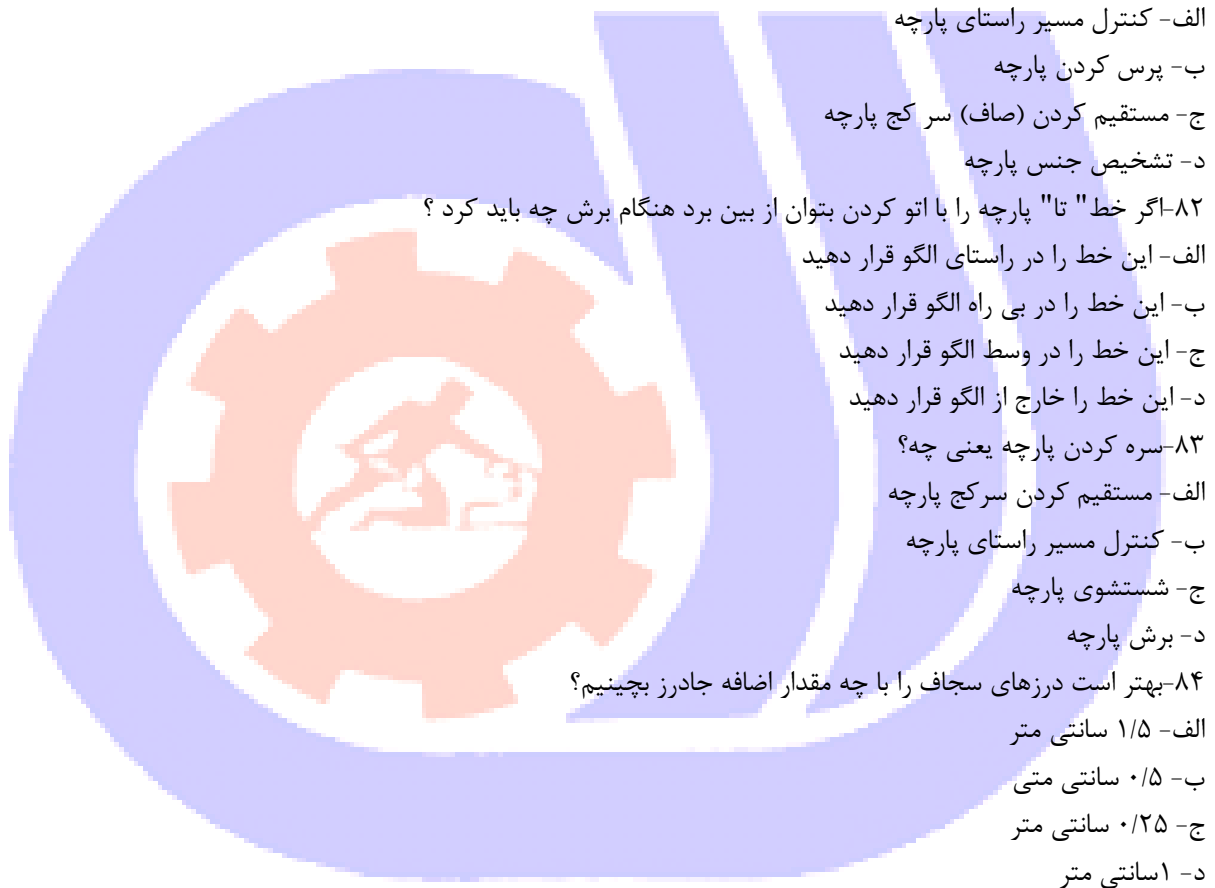 الف- کنترل مسیر راستای پارچه
ب- پرس کردن پارچه
ج- مستقیم کردن (صاف) سر کج پارچه
د- تشخیص جنس پارچه
۸۲-اگر خط" تا" پارچه را با اتو کردن بتوان از بین برد هنگام برش چه باید کرد ؟
الف- این خط را در راستای الگو قرار دهید
ب- این خط را در بی راه الگو قرار دهید
ج- این خط را در وسط الگو قرار دهید
د- این خط را خارج از الگو قرار دهید
۸۳-سره کردن پارچه یعنی چه؟
الف- مستقیم کردن سرکج پارچه
ب- کنترل مسیر راستای پارچه
ج- شستشوی پارچه
د- برش پارچه
۸۴-بهتر است درزهای سجاف را با چه مقدار اضافه جادرز بچینیم؟
الف- ۱/۵ سانتی متر
ب- ۰/۵ سانتی متی
ج- ۰/۲۵ سانتی متر
د- ۱سانتی متر